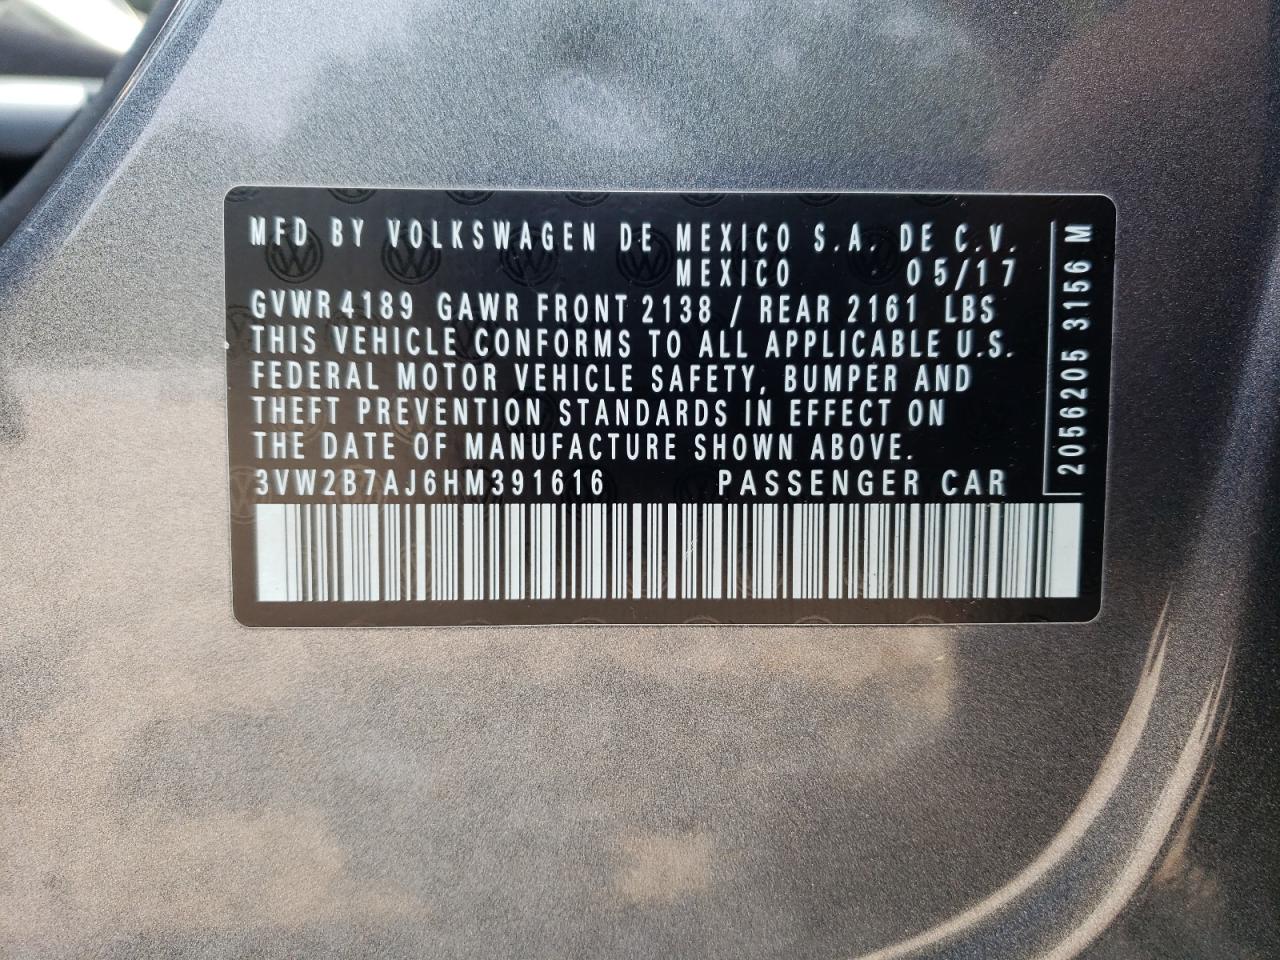 MFD BY VOLKSWAGEN DE MEXICO S.A. DE C.V.
MEXICO 05/17
GVWR 4189 GAWR FRONT 2138 / REAR 2161 LBS
THIS VEHICLE CONFORMS TO ALL APPLICABLE U.S.
FEDERAL MOTOR VEHICLE SAFETY, BUMPER AND
THEFT PREVENTION STANDARDS IN EFFECT ON
THE DATE OF MANUFACTURE SHOWN ABOVE.
3VW2B7AJ6HM391616 PASSENGER CAR
2056205 3156 M